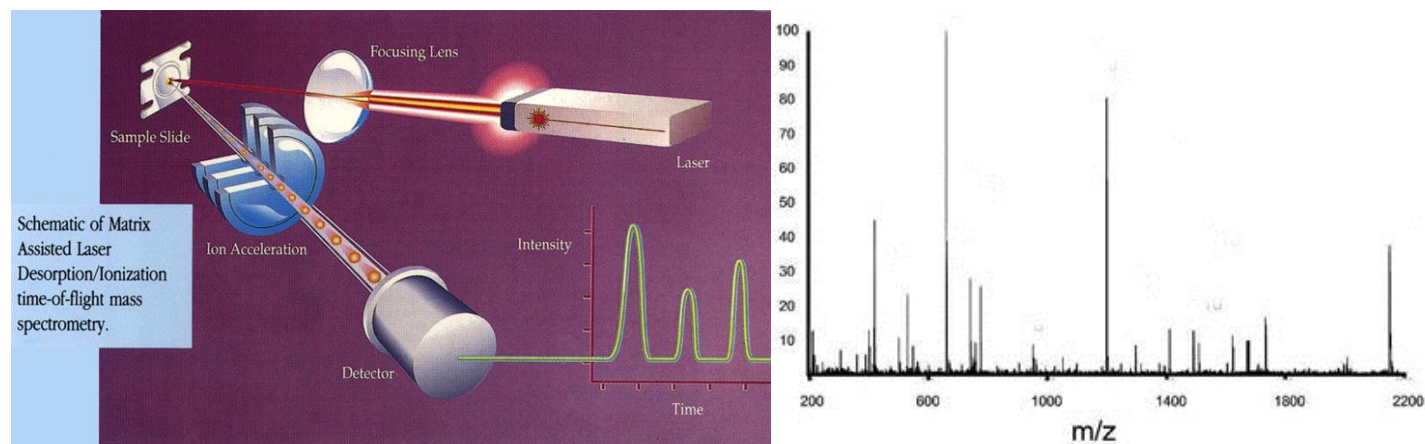 Focusing Lens
Sample Slide
Laser
Schematic of Matrix
Assisted Laser
Desorption/Ionization
time-of-flight mass
spectrometry.
Ion Acceleration
Intensity
Detector
Time
100
90
80
70
60
50
40
30
20
10
200
600
1000
1400
1800
2200
m/z